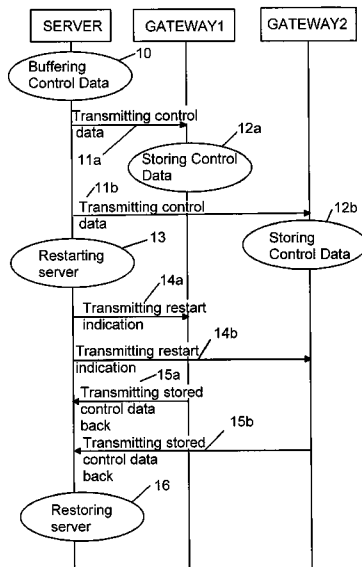 SERVER
GATEWAY1
GATEWAY2
10
Buffering
Control Data
Transmitting control
data
11a
12a
Storing Control
Data
11b
Transmitting control
data
12b
Storing
Control Data
13
Restarting
server
14a
Transmitting restart
indication
14b
Transmitting restart
indication
15a
Transmitting stored
control data
back
15b
Transmitting stored
control data
back
16
Restoring
server